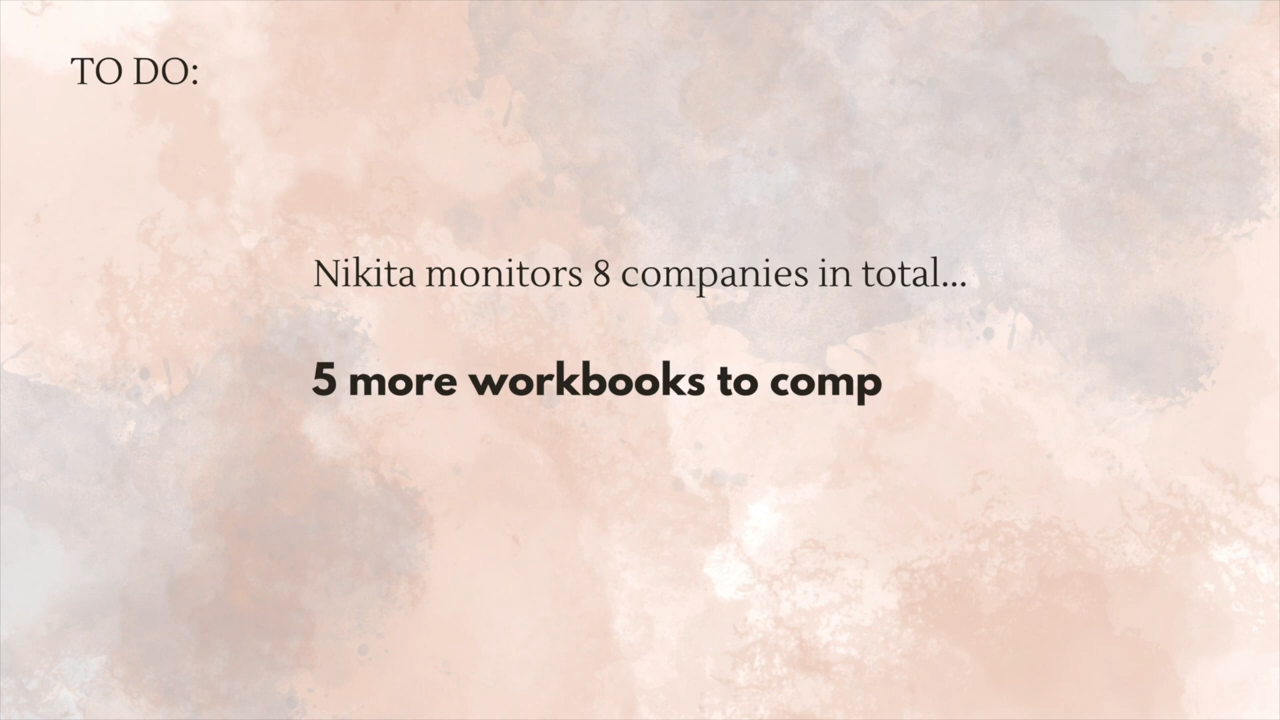 TO DO:
Nikita monitors 8 companies in total...
5 more workbooks to comp